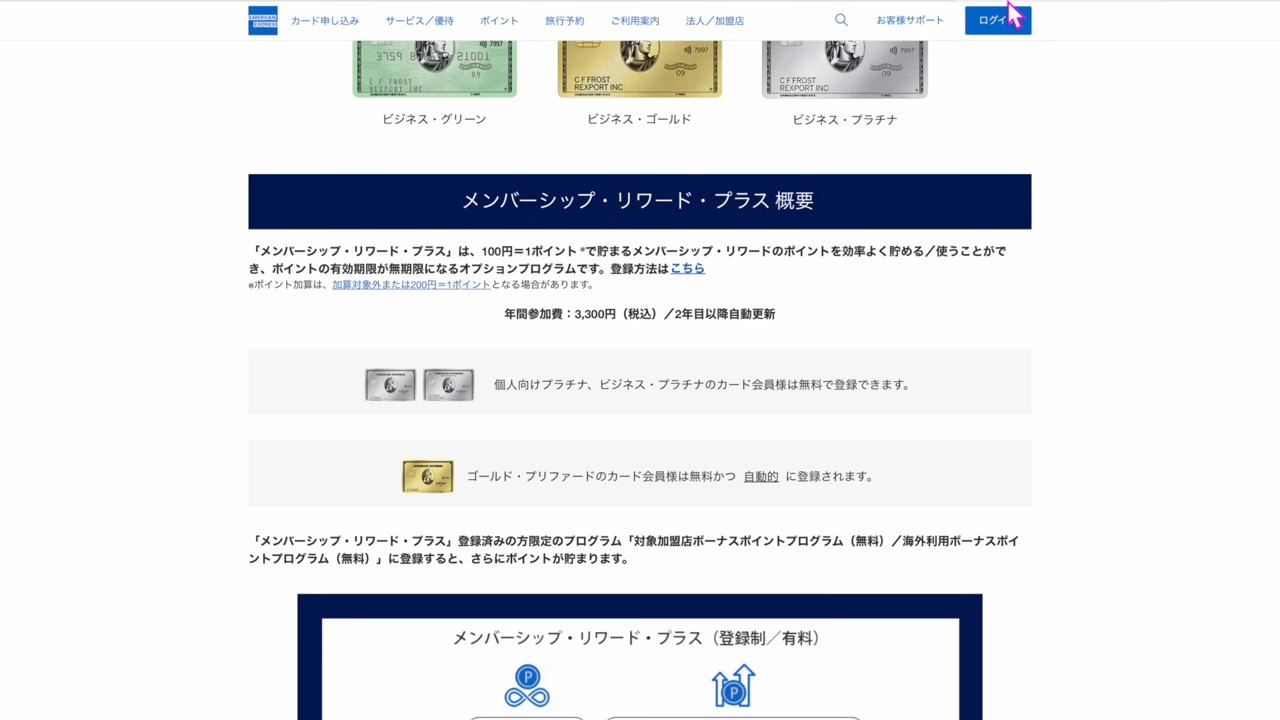 AMERICAN EXPRESS
カード申し込み サービス／優待 ポイント 旅行予約 ご利用案内 法人／加盟店 お客様サポート ログイ
7997 7997 7997
3759 21001
09 09 09
C F FROST C F FROST C F FROST
REXPORT INC REXPORT INC REXPORT INC
ビジネス・グリーン ビジネス・ゴールド ビジネス・プラチナ
メンバーシップ・リワード・プラス 概要
「メンバーシップ・リワード・プラス」は、100円＝1ポイント *で貯まるメンバーシップ・リワードのポイントを効率よく貯める／使うことがで
き、ポイントの有効期限が無期限になるオプションプログラムです。登録方法はこちら
※ポイント加算は、加算対象外または200円＝1ポイントとなる場合があります。
年間参加費：3,300円（税込）／2年目以降自動更新
個人向けプラチナ、ビジネス・プラチナのカード会員様は無料で登録できます。
ゴールド・プリファードのカード会員様は無料かつ 自動的 に登録されます。
「メンバーシップ・リワード・プラス」登録済みの方限定のプログラム「対象加盟店ボーナスポイントプログラム（無料）／海外利用ボーナスポイ
ントプログラム（無料）」に登録すると、さらにポイントが貯まります。
メンバーシップ・リワード・プラス（登録制／有料）
P P